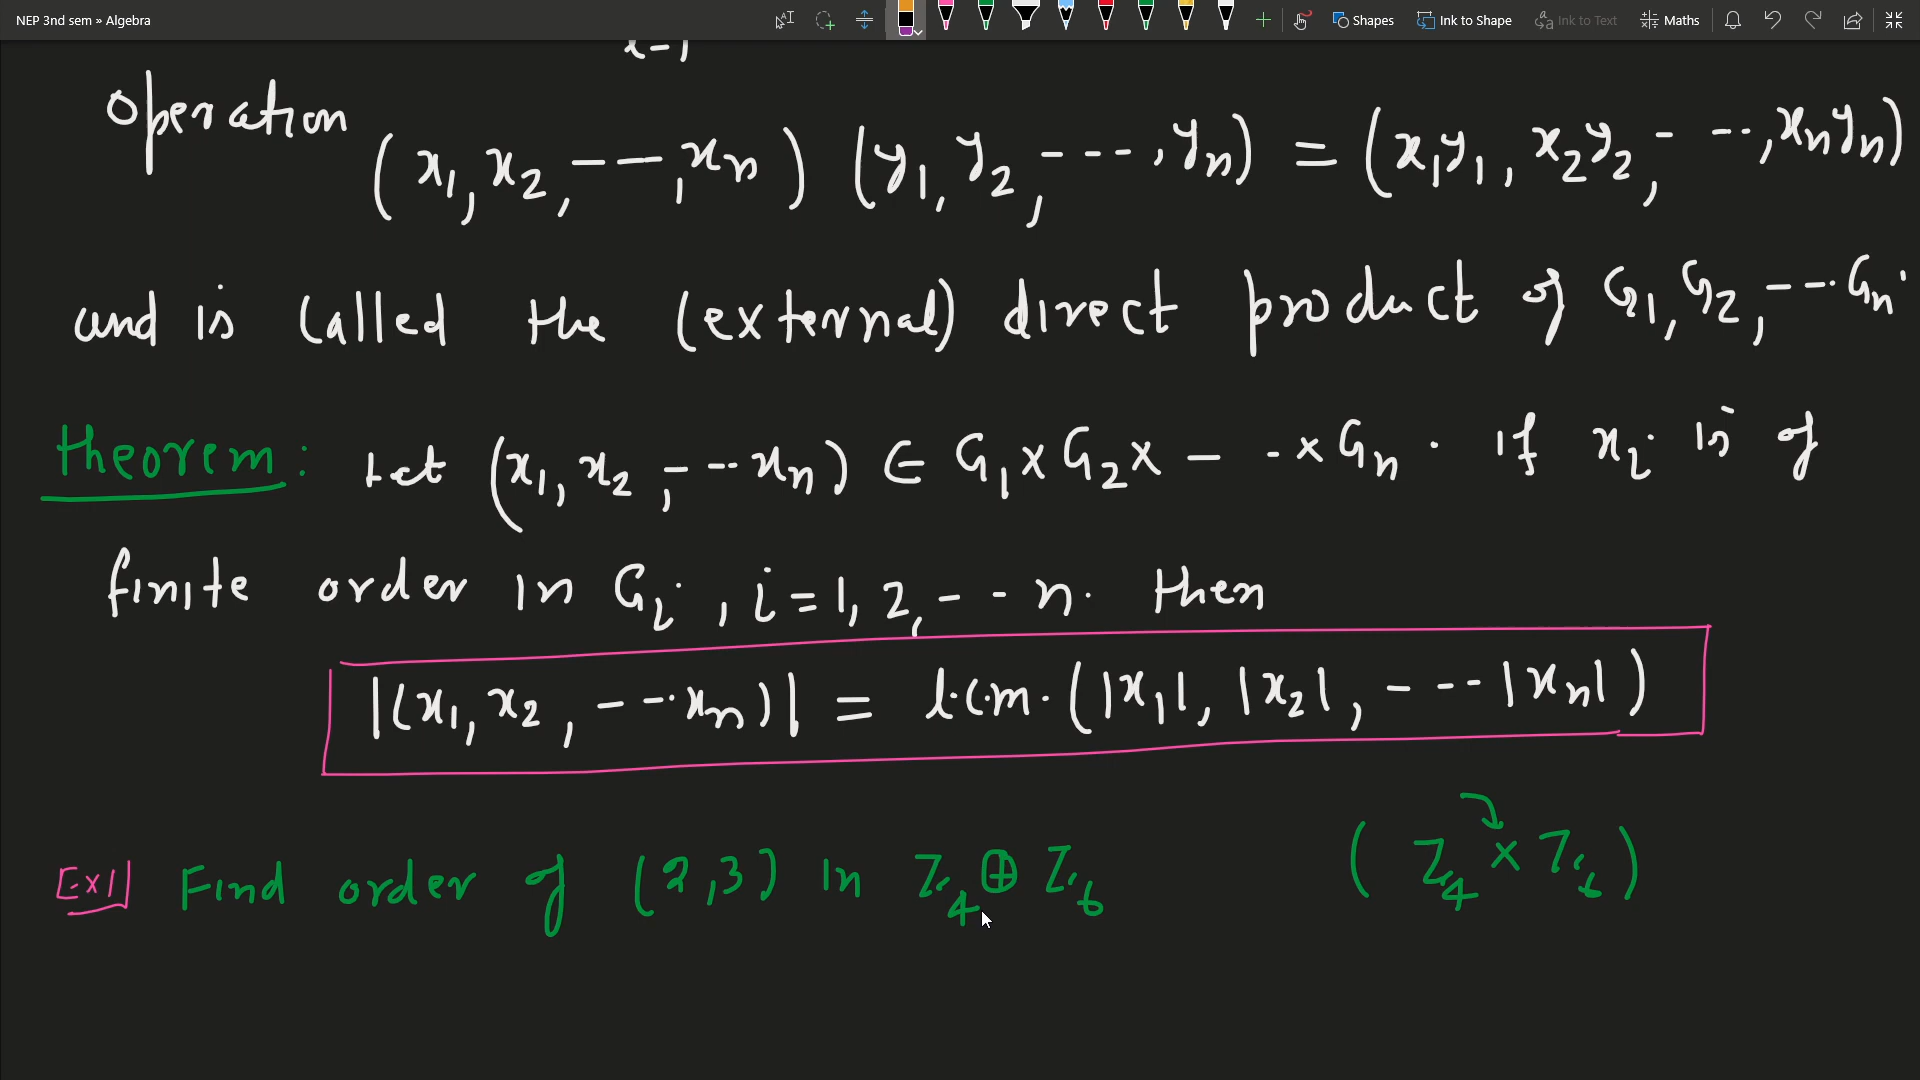 NEP 3nd sem » Algebra
Shapes Ink to Shape Ink to Text Maths
i=1
operation (x₁, x₂, -----, xₙ) (y₁, y₂, ----, yₙ) = (x₁y₁, x₂y₂, ---, xₙyₙ)
and is called the (external) direct product of G₁, G₂, ---- Gₙ.
theorem: Let (x₁, x₂, --- xₙ) ∈ G₁ × G₂ × -- × Gₙ. if xᵢ is of
finite order in Gᵢ, i = 1, 2, -- n. then
|(x₁, x₂, ---- xₙ)| = l.c.m. (|x₁|, |x₂|, ---- |xₙ|)
Ex1 Find order of (2,3) in Z₄ ⊕ Z₆ ( Z₄ × Z₆ )